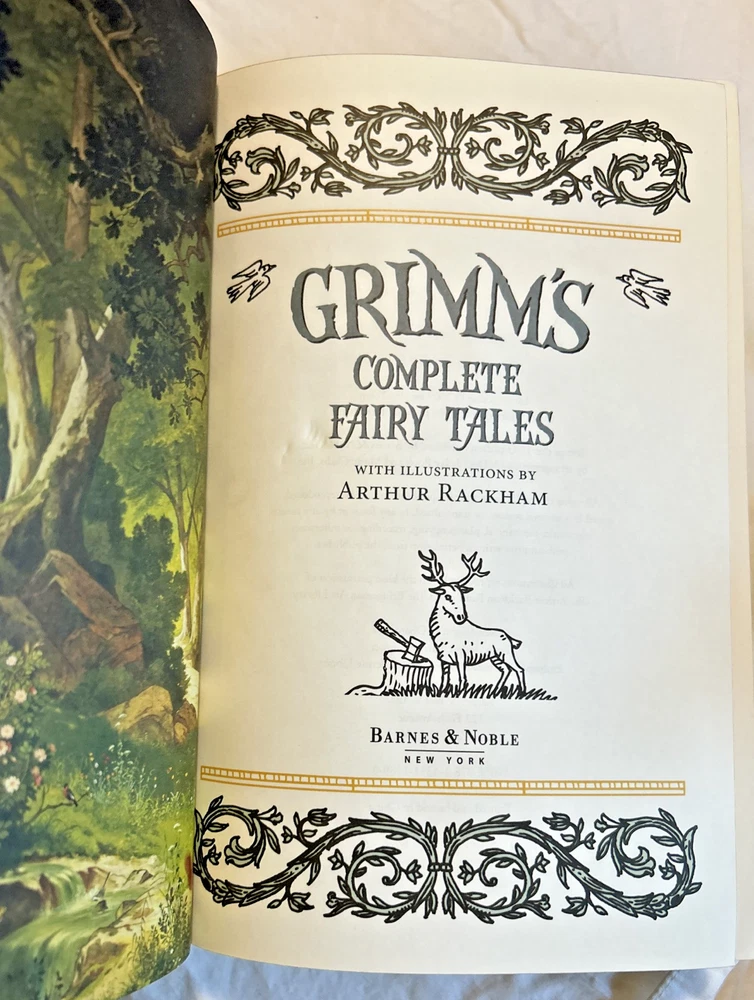 GRIMM'S
COMPLETE
FAIRY TALES
WITH ILLUSTRATIONS BY
ARTHUR RACKHAM
BARNES & NOBLE
NEW YORK